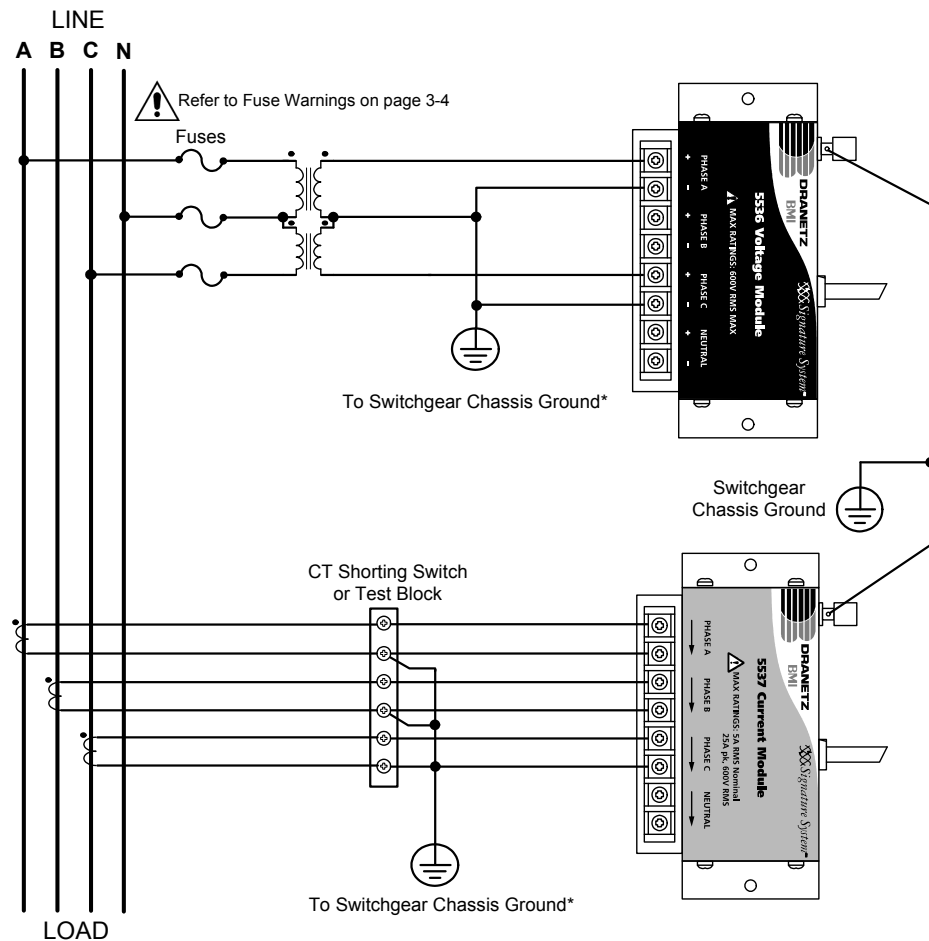 LINE
A B C N
Refer to Fuse Warnings on page 3-4
Fuses
+ PHASE A -
+ PHASE B -
+ PHASE C -
+ NEUTRAL -
5536 Voltage Module
MAX RATINGS: 600V RMS MAX
DRANETZ
BMI
Signature System
To Switchgear Chassis Ground*
Switchgear
Chassis Ground
CT Shorting Switch
or Test Block
PHASE A
PHASE B
PHASE C
NEUTRAL
5537 Current Module
MAX RATINGS: 5A RMS Nominal
25A pk, 600V RMS
DRANETZ
BMI
Signature System
To Switchgear Chassis Ground*
LOAD